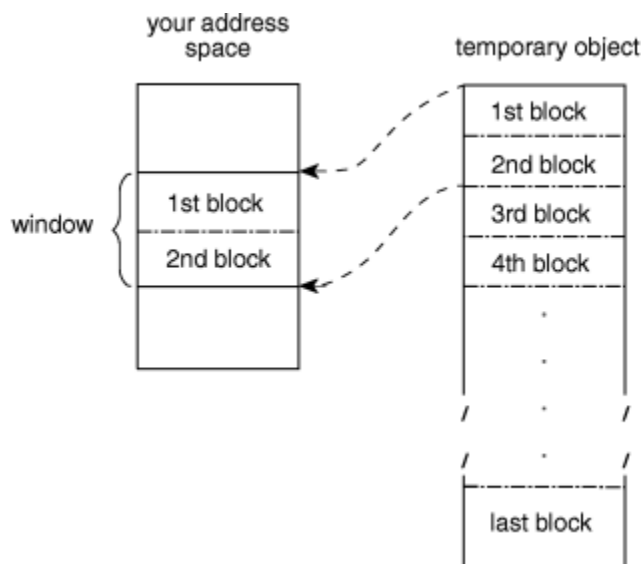 your address
space
window
1st block
2nd block
temporary object
1st block
2nd block
3rd block
4th block
last block